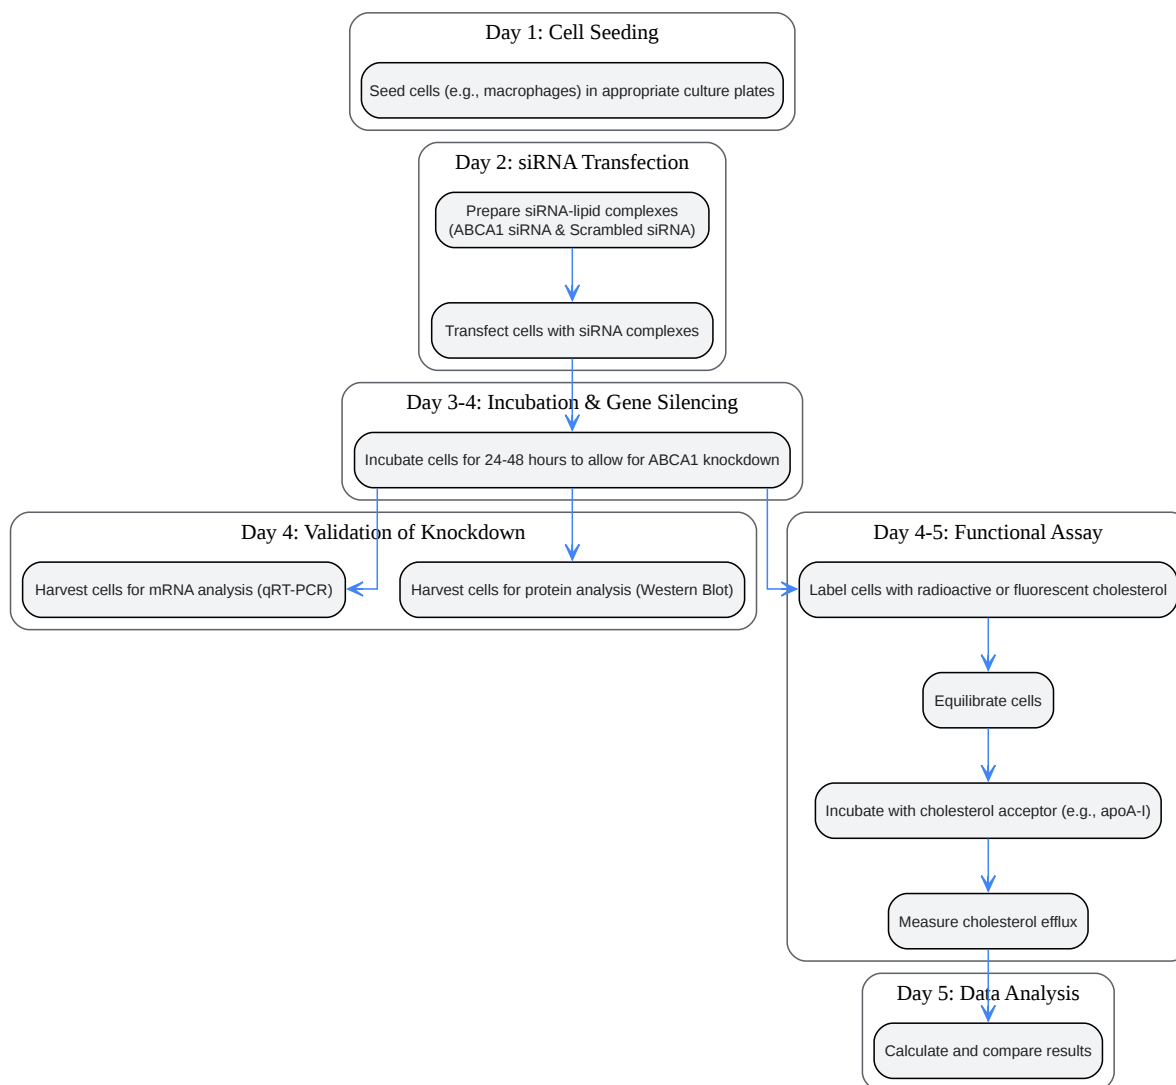 Day 1: Cell Seeding
Seed cells (e.g., macrophages) in appropriate culture plates
Day 2: siRNA Transfection
Prepare siRNA-lipid complexes
(ABCA1 siRNA & Scrambled siRNA)
Transfect cells with siRNA complexes
Day 3-4: Incubation & Gene Silencing
Incubate cells for 24-48 hours to allow for ABCA1 knockdown
Day 4: Validation of Knockdown
Harvest cells for mRNA analysis (qRT-PCR)
Harvest cells for protein analysis (Western Blot)
Day 4-5: Functional Assay
Label cells with radioactive or fluorescent cholesterol
Equilibrate cells
Incubate with cholesterol acceptor (e.g., apoA-I)
Measure cholesterol efflux
Day 5: Data Analysis
Calculate and compare results